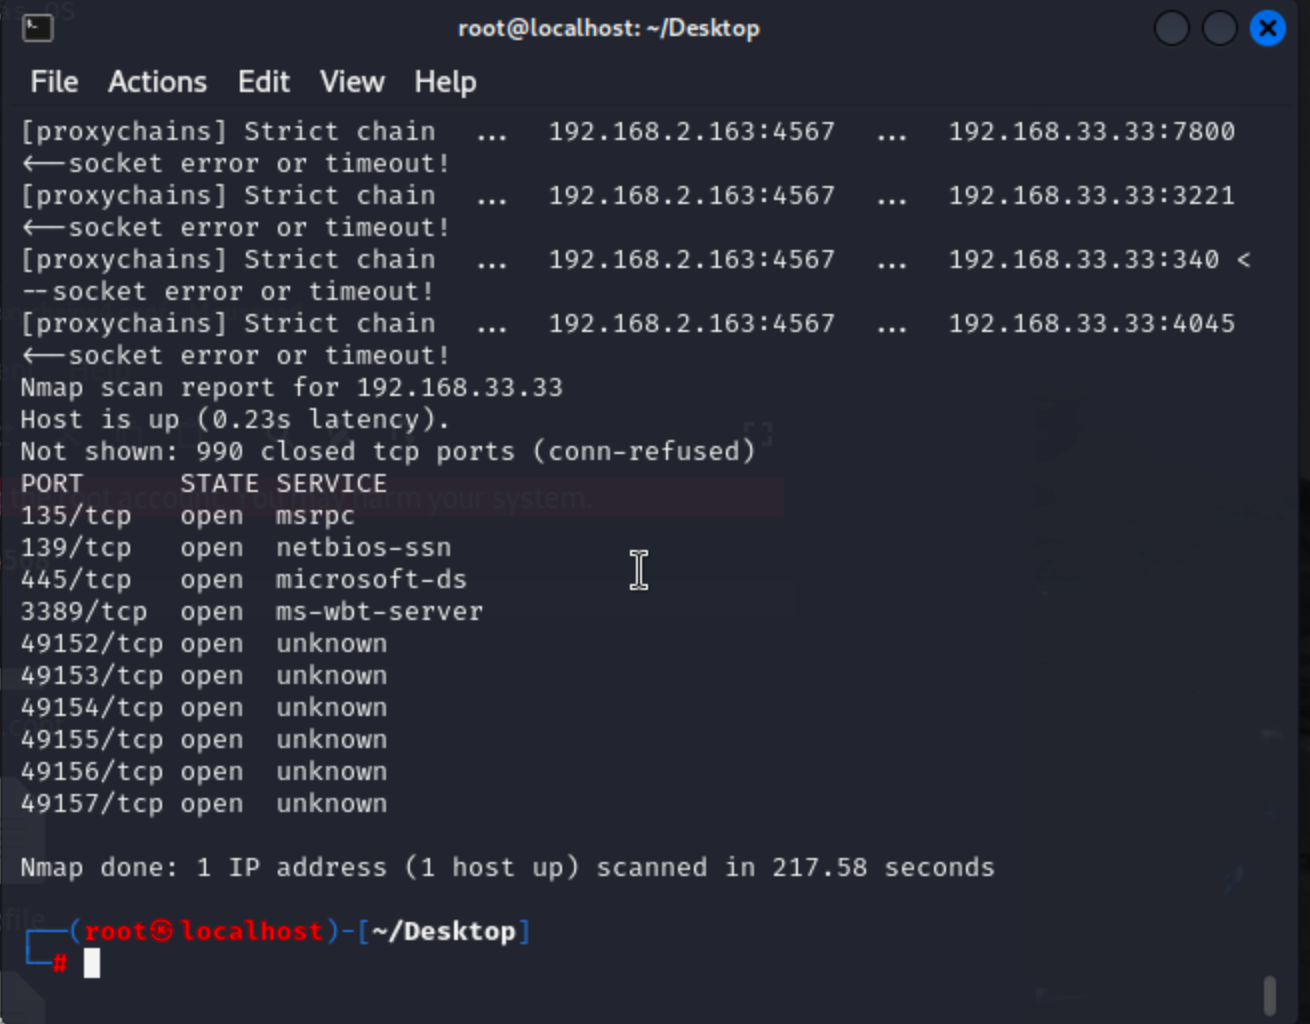 root@localhost: ~/Desktop
File Actions Edit View Help
[proxychains] Strict chain ... 192.168.2.163:4567 ... 192.168.33.33:7800
←—socket error or timeout!
[proxychains] Strict chain ... 192.168.2.163:4567 ... 192.168.33.33:3221
←—socket error or timeout!
[proxychains] Strict chain ... 192.168.2.163:4567 ... 192.168.33.33:340 <
--socket error or timeout!
[proxychains] Strict chain ... 192.168.2.163:4567 ... 192.168.33.33:4045
←—socket error or timeout!
Nmap scan report for 192.168.33.33
Host is up (0.23s latency).
Not shown: 990 closed tcp ports (conn-refused)
PORT STATE SERVICE
135/tcp open msrpc
139/tcp open netbios-ssn
445/tcp open microsoft-ds
3389/tcp open ms-wbt-server
49152/tcp open unknown
49153/tcp open unknown
49154/tcp open unknown
49155/tcp open unknown
49156/tcp open unknown
49157/tcp open unknown
Nmap done: 1 IP address (1 host up) scanned in 217.58 seconds
┌──(root㉿localhost)-[~/Desktop]
└─#